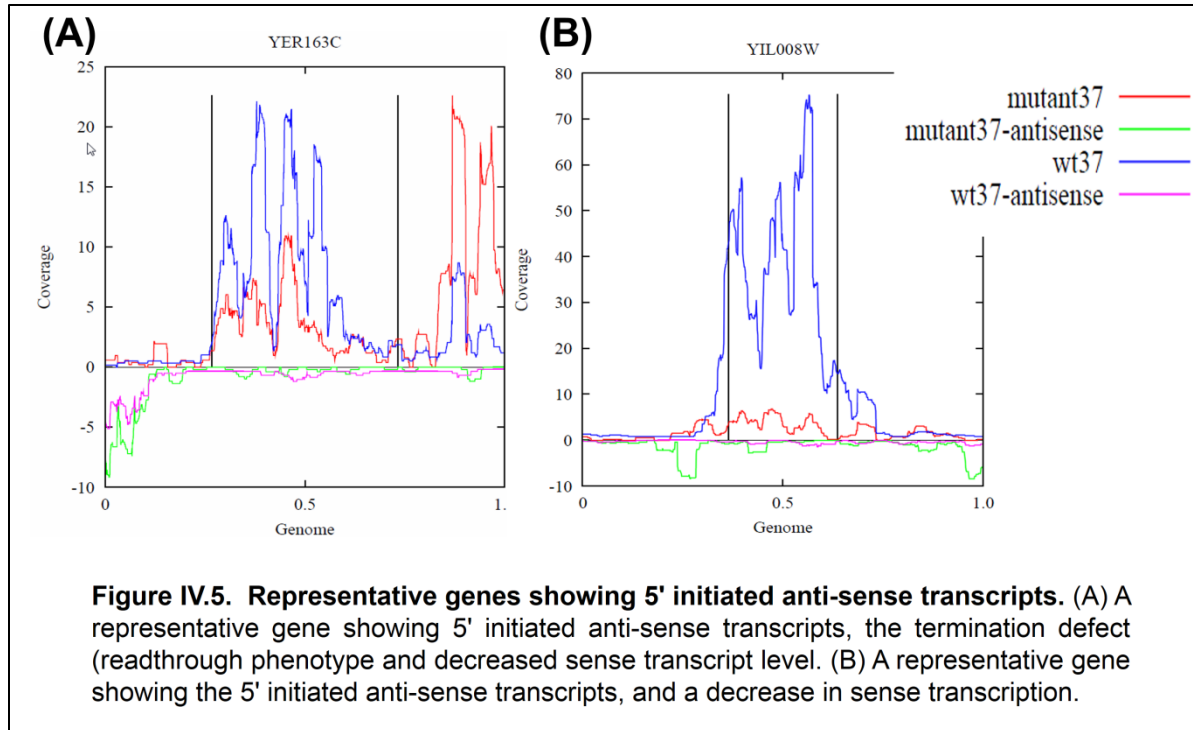 (A)
YER163C
25
20
15
10
5
0
-5
-10
Coverage
0
0.5
1.
Genome
(B)
YIL008W
80
70
60
50
40
30
20
10
0
-10
Coverage
0
0.5
1.0
Genome
mutant37
mutant37-antisense
wt37
wt37-antisense
Figure IV.5. Representative genes showing 5' initiated anti-sense transcripts. (A) A
representative gene showing 5' initiated anti-sense transcripts, the termination defect
(readthrough phenotype and decreased sense transcript level. (B) A representative gene
showing the 5' initiated anti-sense transcripts, and a decrease in sense transcription.